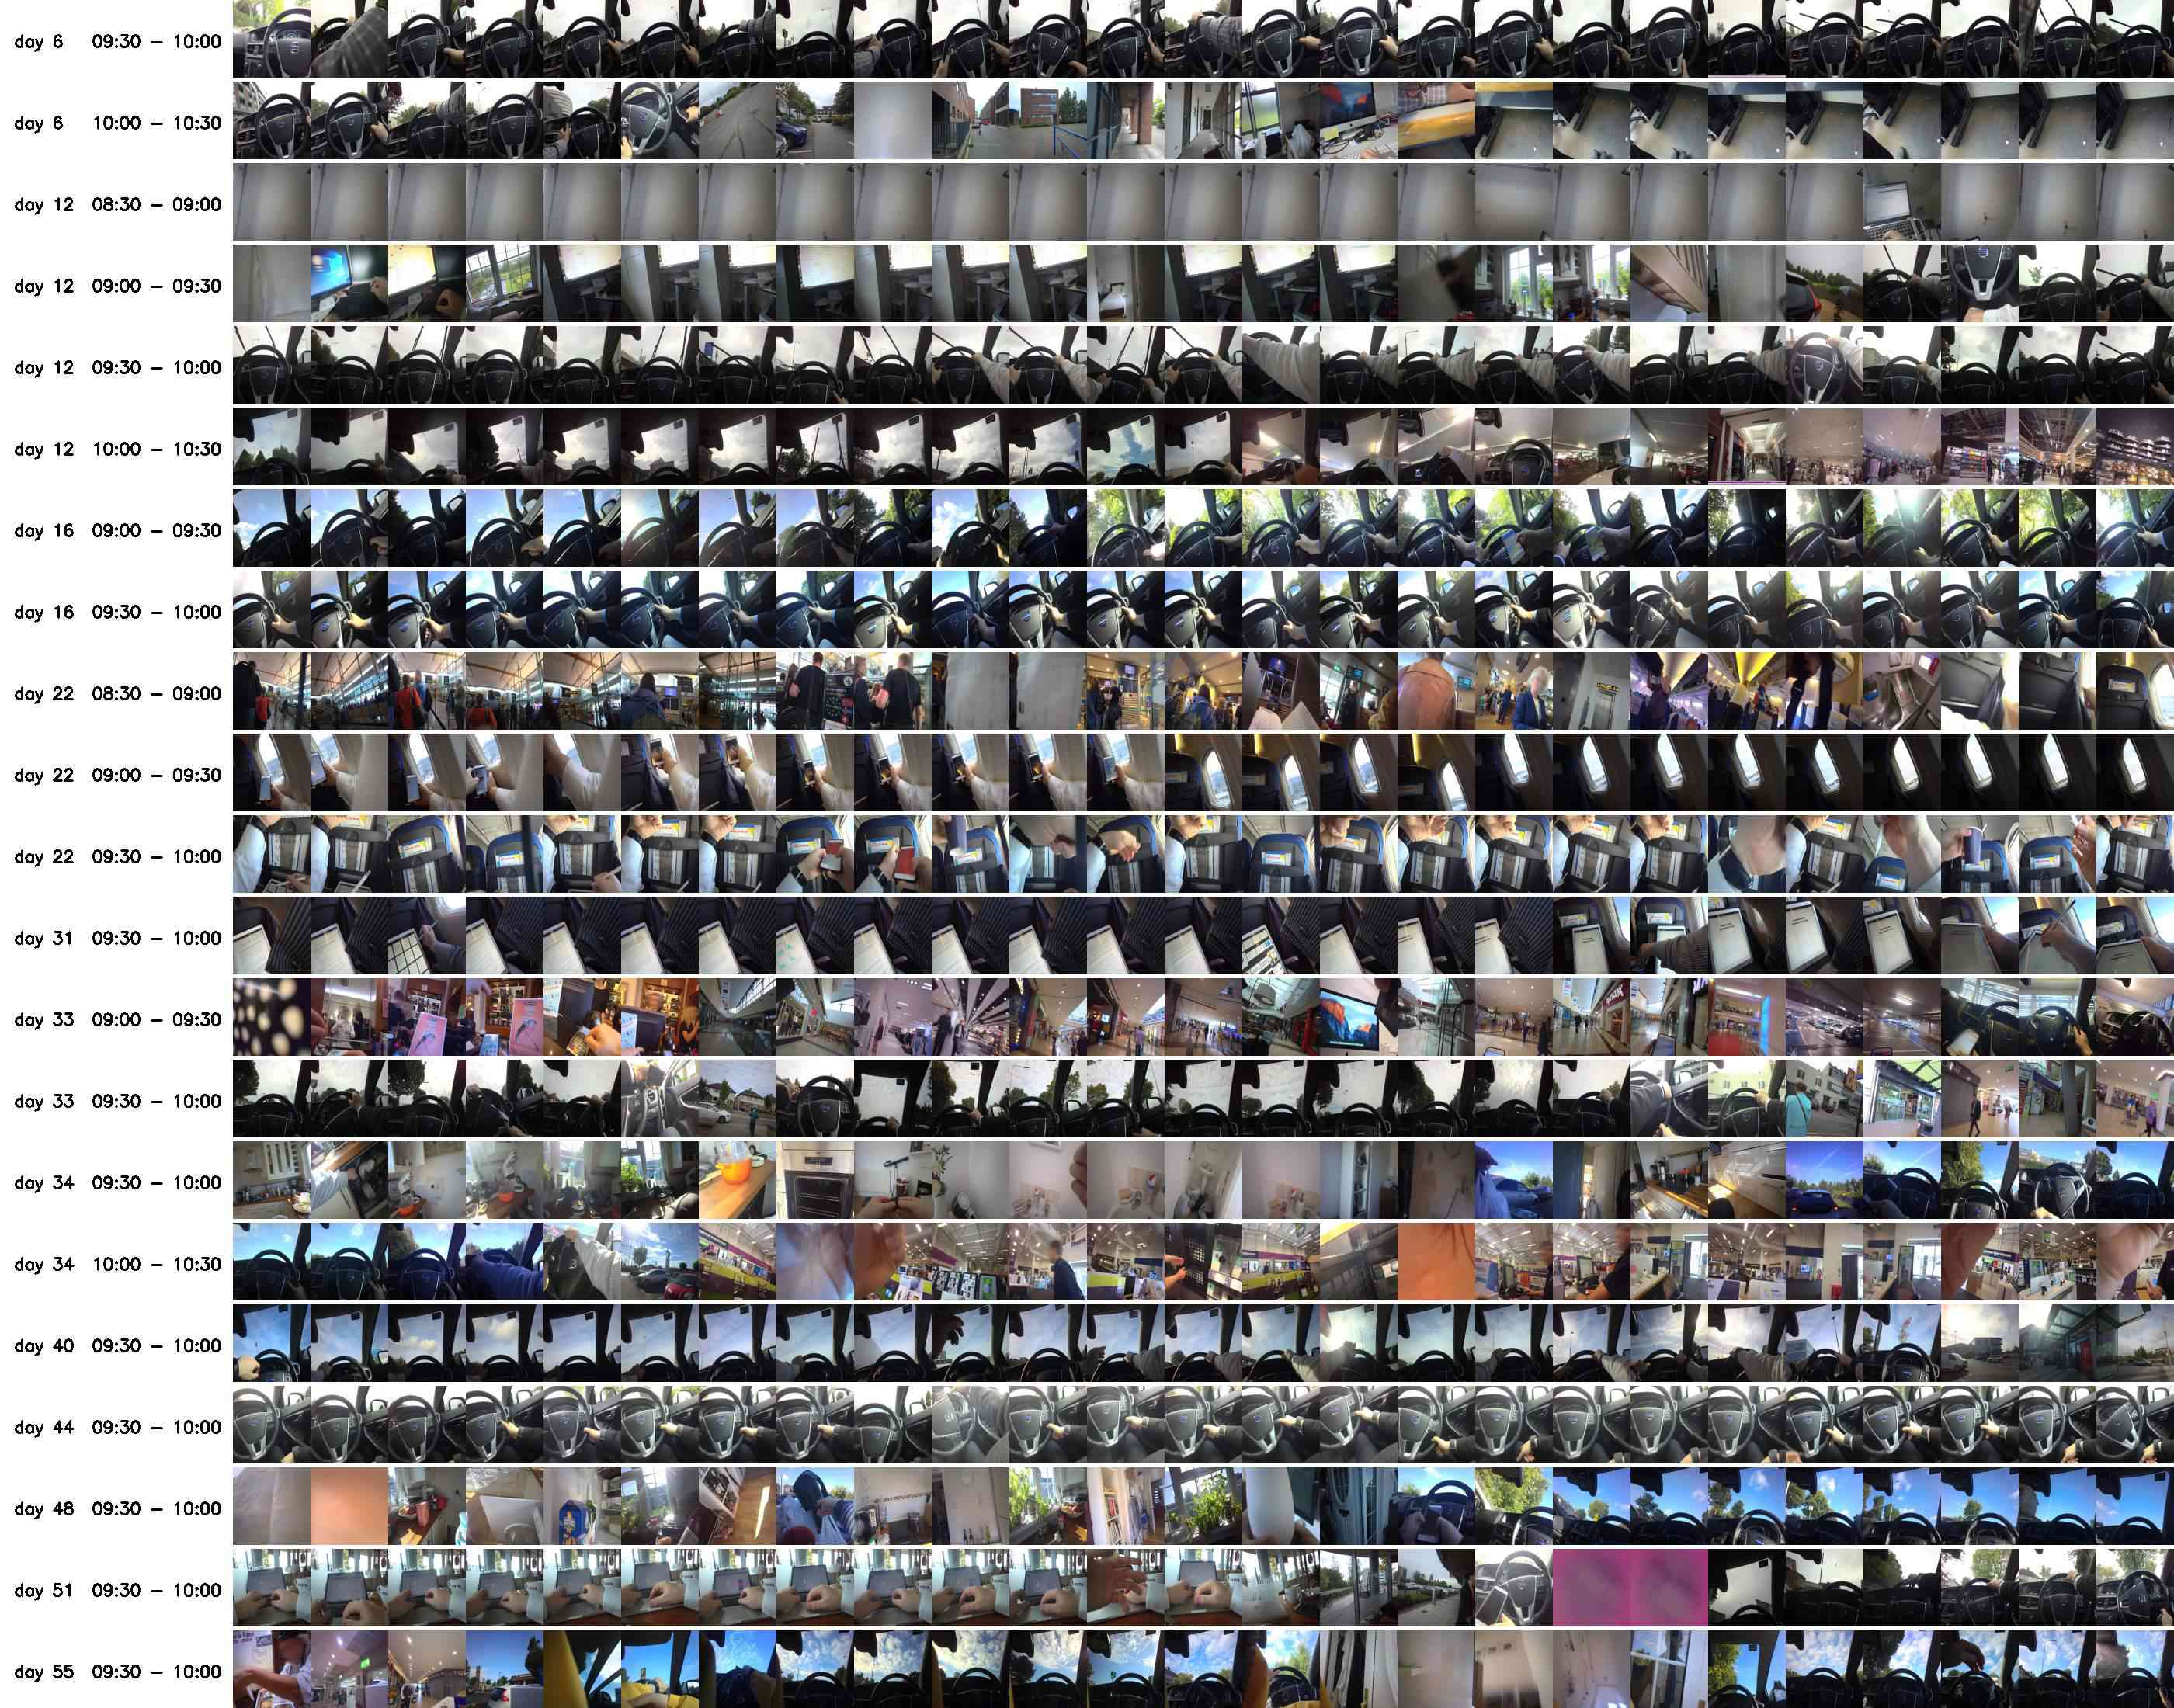 day 6 09:30 – 10:00
day 6 10:00 – 10:30
day 12 08:30 – 09:00
day 12 09:00 – 09:30
day 12 09:30 – 10:00
day 12 10:00 – 10:30
day 16 09:00 – 09:30
day 16 09:30 – 10:00
day 22 08:30 – 09:00
day 22 09:00 – 09:30
day 22 09:30 – 10:00
day 31 09:30 – 10:00
day 33 09:00 – 09:30
day 33 09:30 – 10:00
day 34 09:30 – 10:00
day 34 10:00 – 10:30
day 40 09:30 – 10:00
day 44 09:30 – 10:00
day 48 09:30 – 10:00
day 51 09:30 – 10:00
day 55 09:30 – 10:00